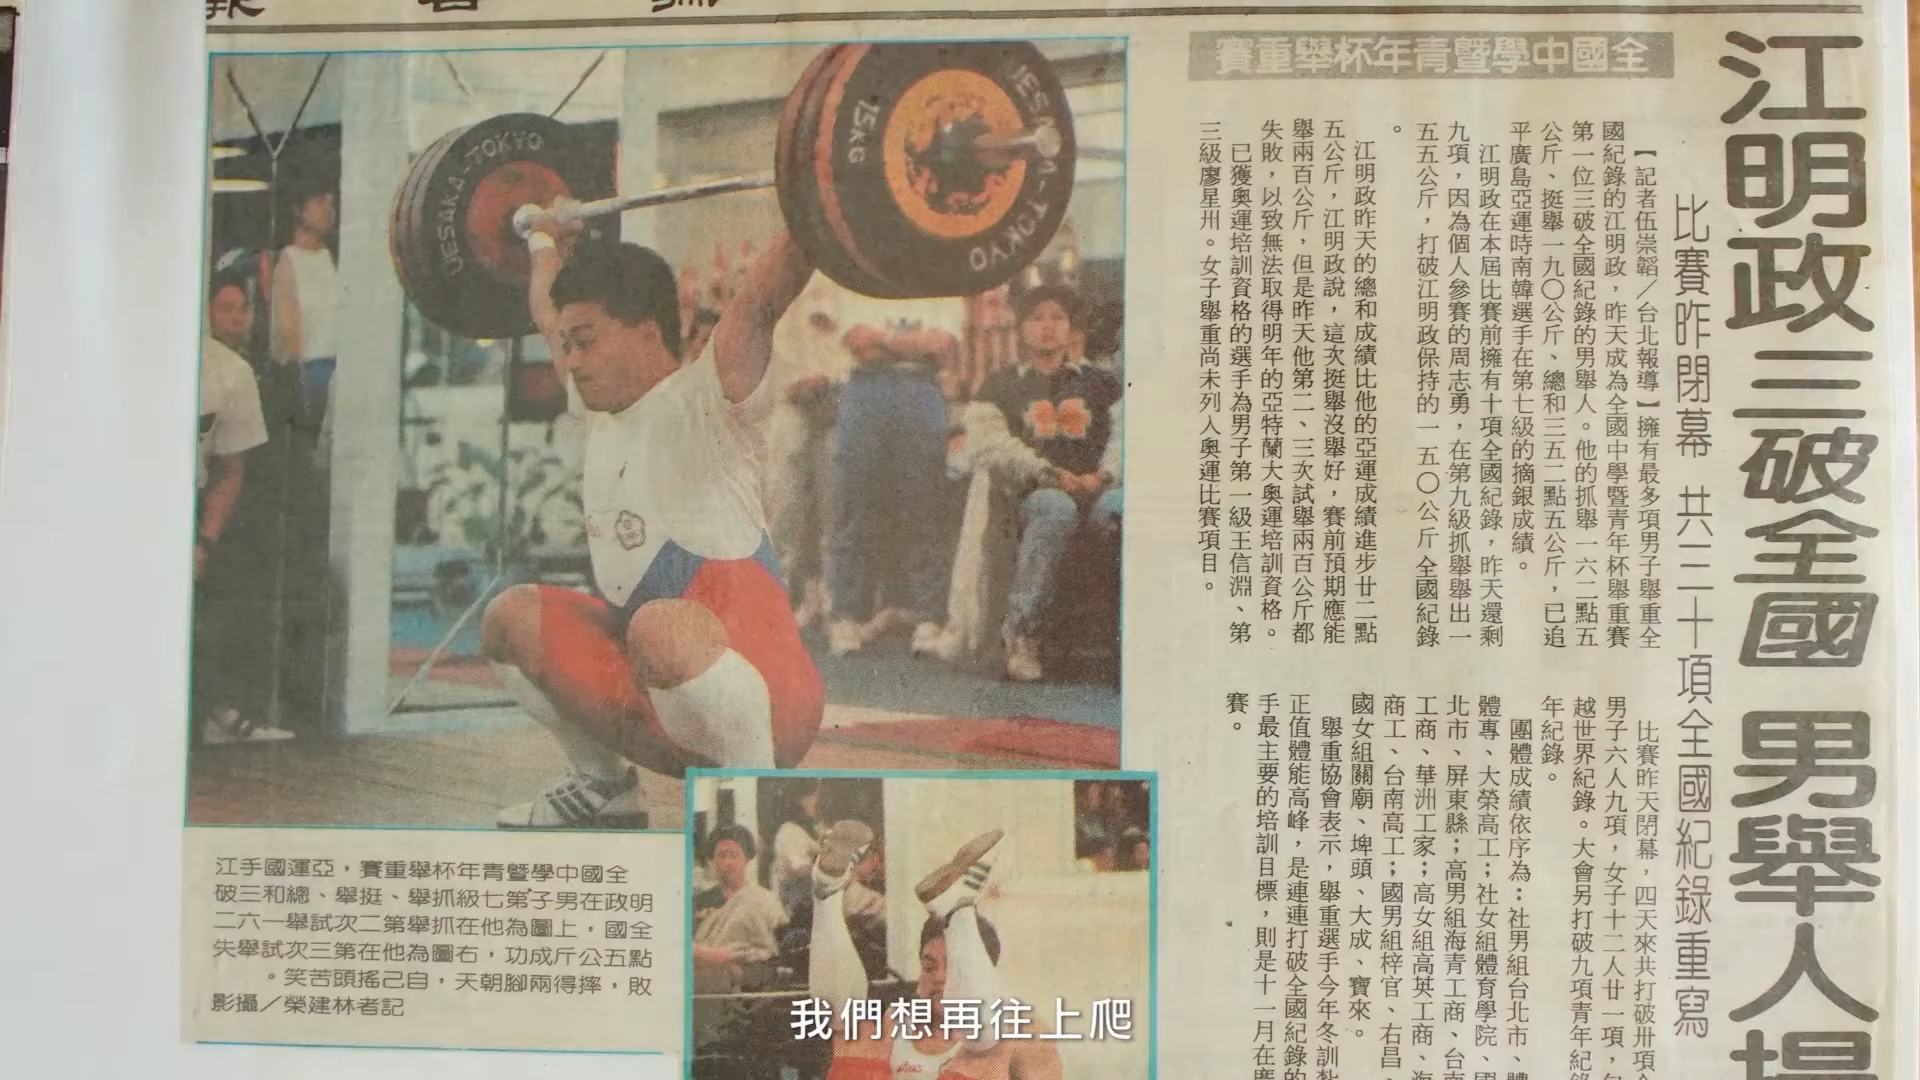 全國中學暨青年杯舉重賽
江明政三破全國 男舉人場
比賽昨閉幕 共三十項全國紀錄重寫
【記者伍崇韜／台北報導】擁有最多項男子舉重全
國紀錄的江明政，昨天成為全國中學暨青年杯舉重賽
第一位三破全國紀錄的男舉人。他的抓舉一六二點五
公斤、挺舉一九〇公斤、總和三五二點五公斤，已追
平廣島亞運時南韓選手在第七級的摘銀成績。
江明政在本屆比賽前擁有十項全國紀錄，昨天還剩
九項，因為個人參賽的周志勇，在第九級抓舉舉出一
五五公斤，打破江明政保持的一五〇公斤全國紀錄
。
江明政昨天的總和成績比他的亞運成績進步廿二點
五公斤，江明政說，這次挺舉沒舉好，賽前預期應能
舉兩百公斤，但是昨天他第二、三次試舉兩百公斤都
失敗，以致無法取得明年的亞特蘭大奧運培訓資格。
已獲奧運培訓資格的選手為男子第一級王信淵、第
三級廖星州。女子舉重尚未列入奧運比賽項目。
比賽昨天閉幕，四天來共打破卅項全
男子六人九項，女子十二人廿一項，
越世界紀錄。大會另打破九項青年紀
年紀錄。
團體成績依序為：社男組台北市、體
體專、大榮高工；社女組體育學院、國
北市、屏東縣；高男組海青工商、台南
工商、華洲工家；高女組高英工商、海
商工、台南高工；國男組梓官、右昌、
國女組關廟、埤頭、大成、寶來。
舉重協會表示，舉重選手今年冬訓紮
正值體能高峰，是連連打破全國紀錄的
手最主要的培訓目標，則是十一月在廣
賽。
江手國運亞，賽重舉杯年青暨學中國全
破三和總、舉挺、舉抓級七第子男在政明
二六一舉試次二第舉抓在他為圖上，國全
失舉試次三第在他為圖右，功成斤公五點
。笑苦頭搖己自，天朝腳兩得摔，敗
影攝／榮建林者記
UESAKA-TOKYO
15KG
UESAKA-TOKYO
我們想再往上爬